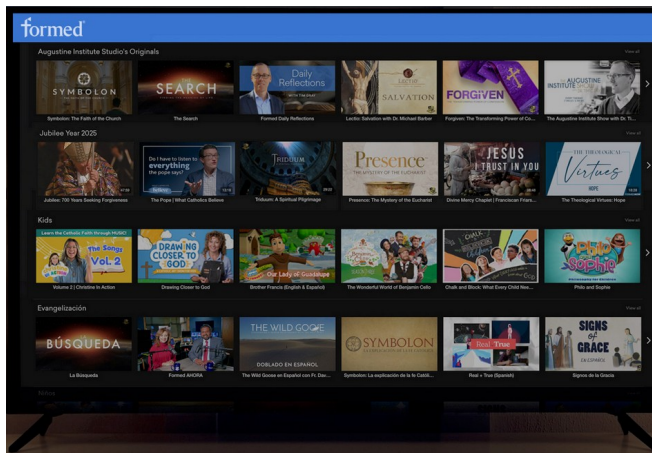 formed
Augustine Institute Studio's Originals
View all
SYMBOLON
THE SEARCH
Daily
Reflections
LECTIO
SALVATION
FORGIVEN
AUGUSTINE
INSTITUTE SHOW
Symbolon: The Faith of the Church
The Search
Formed Daily Reflections
Lectio: Salvation with Dr. Michael Barber
Forgiven: The Transforming Power of Co...
The Augustine Institute Show with Dr. Ti...
Jubilee Year 2025
View all
Do I have to listen to
everything
the pope says?
TRIDUUM
Presence
THE MYSTERY OF THE EUCHARIST
JESUS
I TRUST IN YOU
THE THEOLOGICAL
Virtues
HOPE
Jubilee: 700 Years Seeking Forgiveness
The Pope | What Catholics Believe
Triduum: A Spiritual Pilgrimage
Presence: The Mystery of the Eucharist
Divine Mercy Chaplet | Franciscan Friars...
The Theological Virtues: Hope
Kids
View all
Learn the Catholic Faith through MUSIC!
The Songs
Vol. 2
DRAWING
CLOSER TO
GOD
Our Lady of Guadalupe
CHALK
Philo and
Sophie
Volume 2 | Christine In Action
Drawing Closer to God
Brother Francis (English & Español)
The Wonderful World of Benjamin Cello
Chalk and Block: What Every Child Nee...
Philo and Sophie
Evangelización
View all
BÚSQUEDA
THE WILD GOOSE
DOBLADO EN ESPAÑOL
SYMBOLON
Real True
SIGNS
of
GRACE
EN ESPAÑOL
La Búsqueda
Formed AHORA
The Wild Goose en Español con Fr. Dav...
Symbolon: La explicación de la fe Católi...
Real + True (Spanish)
Signos de la Gracia
Niños